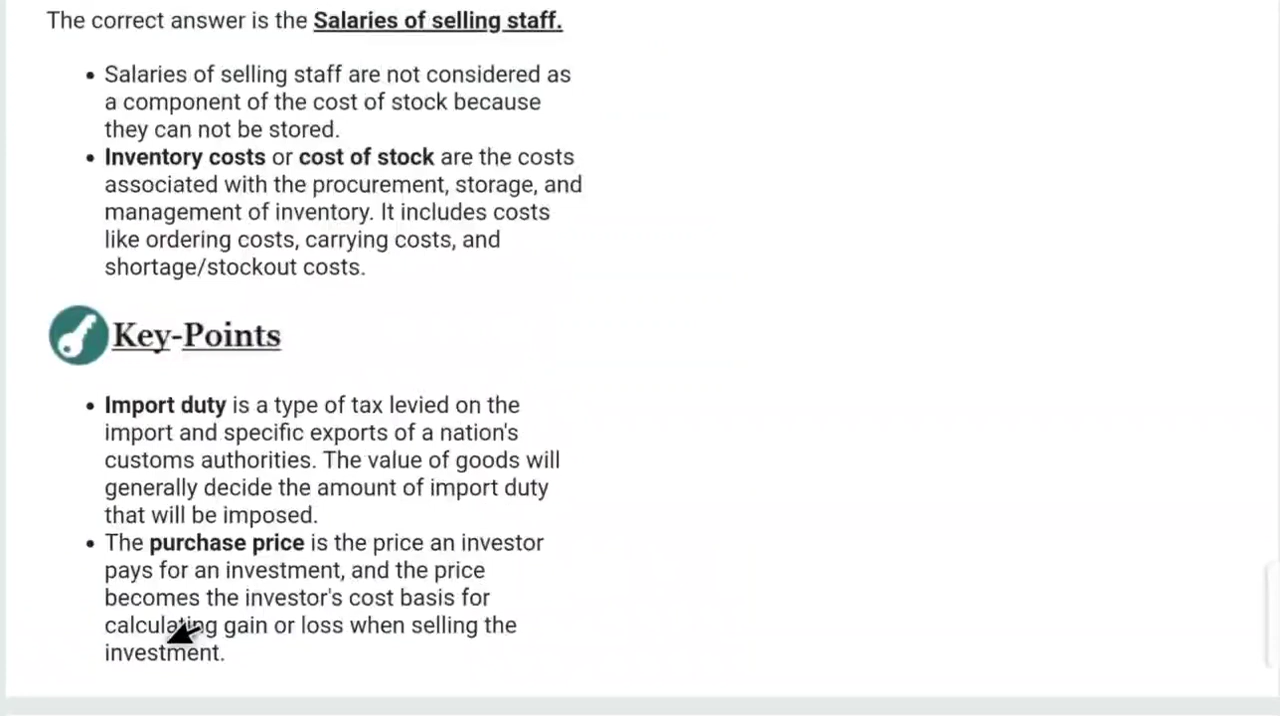 The correct answer is the Salaries of selling staff.
Salaries of selling staff are not considered as
a component of the cost of stock because
they can not be stored.
Inventory costs or cost of stock are the costs
associated with the procurement, storage, and
management of inventory. It includes costs
like ordering costs, carrying costs, and
shortage/stockout costs.
Key-Points
Import duty is a type of tax levied on the
import and specific exports of a nation's
customs authorities. The value of goods will
generally decide the amount of import duty
that will be imposed.
The purchase price is the price an investor
pays for an investment, and the price
becomes the investor's cost basis for
calculating gain or loss when selling the
investment.